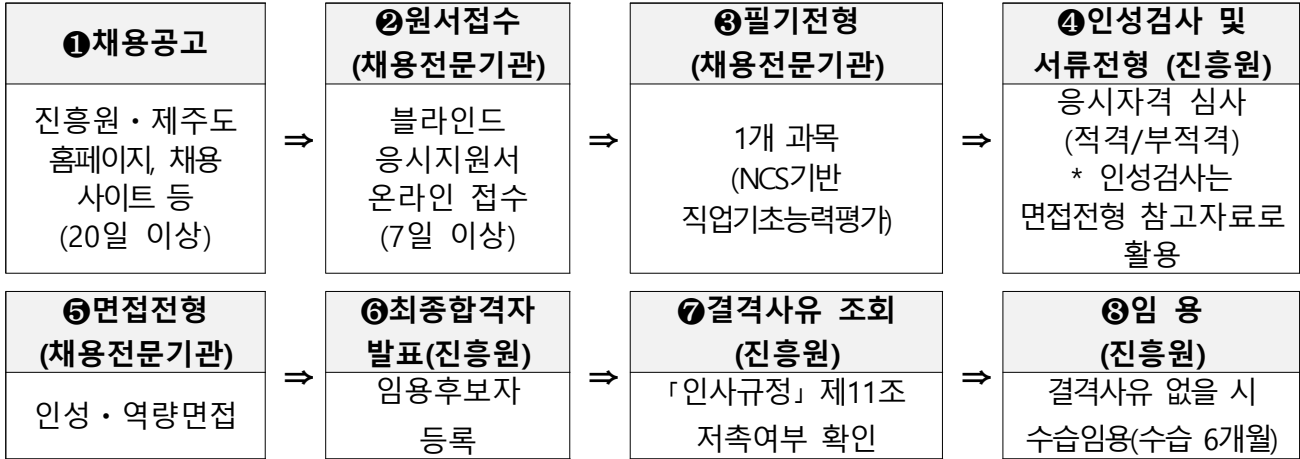 ❶채용공고
진흥원・제주도
홈페이지, 채용
사이트 등
(20일 이상)
⇒
❷원서접수
(채용전문기관)
블라인드
응시지원서
온라인 접수
(7일 이상)
⇒
❸필기전형
(채용전문기관)
1개 과목
(NCS기반
직업기초능력평가)
⇒
❹인성검사 및
서류전형 (진흥원)
응시자격 심사
(적격/부적격)
* 인성검사는
면접전형 참고자료로
활용
❺면접전형
(채용전문기관)
인성・역량면접
⇒
❻최종합격자
발표(진흥원)
임용후보자
등록
⇒
❼결격사유 조회
(진흥원)
「인사규정」 제11조
저촉여부 확인
⇒
❽임 용
(진흥원)
결격사유 없을 시
수습임용(수습 6개월)